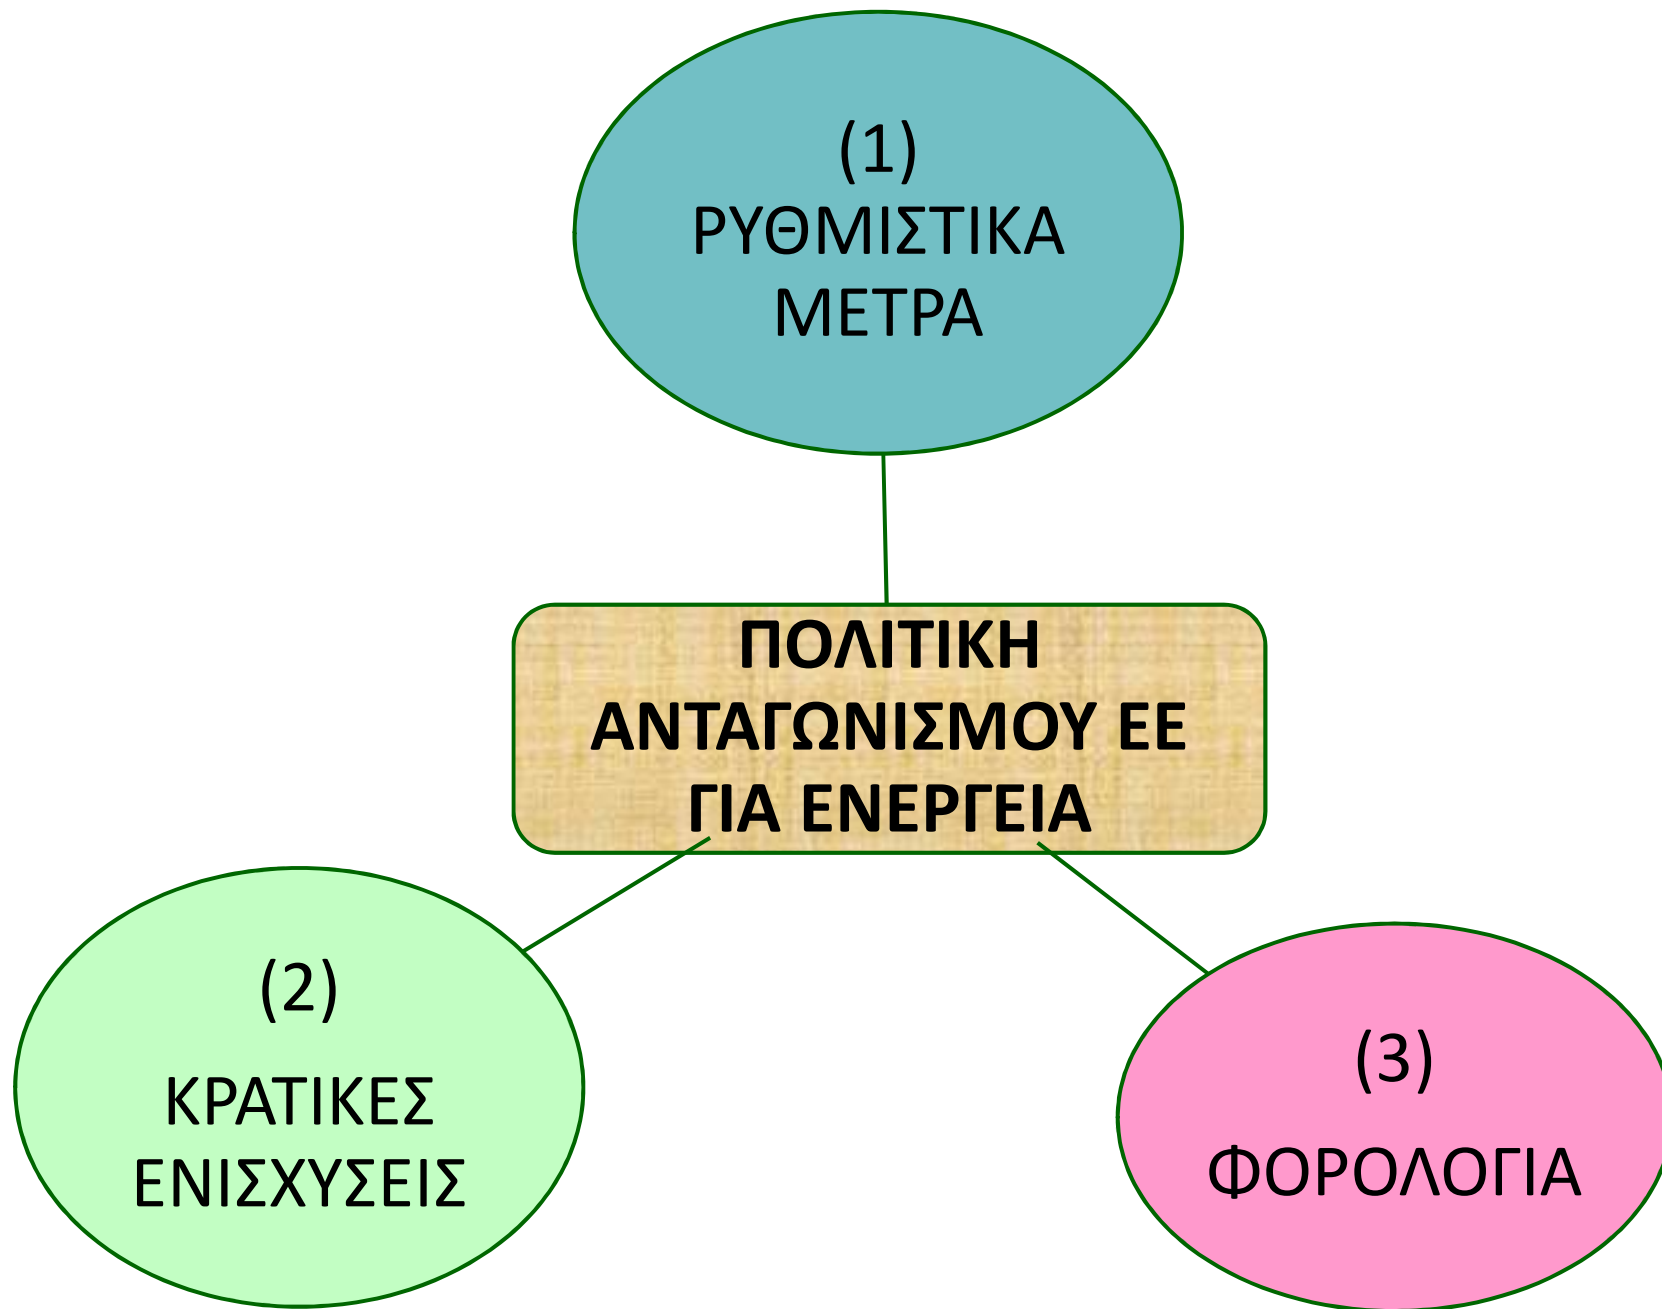 (1)
ΡΥΘΜΙΣΤΙΚΑ
ΜΕΤΡΑ
ΠΟΛΙΤΙΚΗ
ΑΝΤΑΓΩΝΙΣΜΟΥ ΕΕ
ΓΙΑ ΕΝΕΡΓΕΙΑ
(2)
ΚΡΑΤΙΚΕΣ
ΕΝΙΣΧΥΣΕΙΣ
(3)
ΦΟΡΟΛΟΓΙΑ